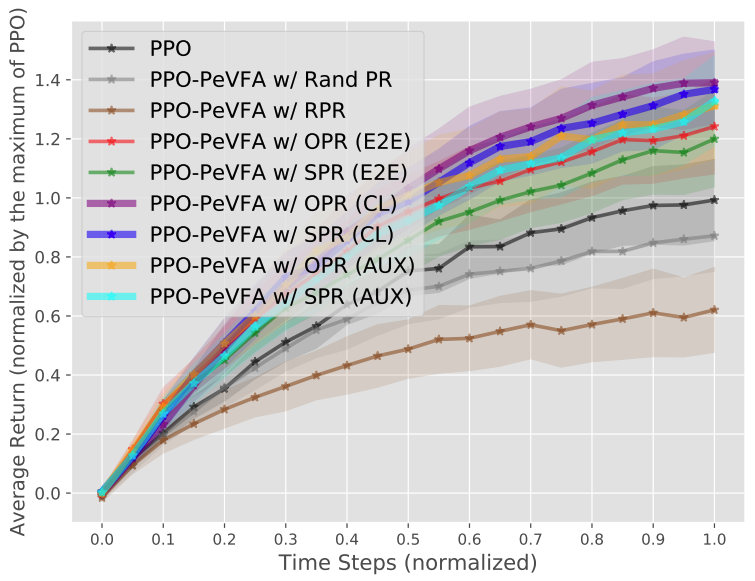 Average Return (normalized by the maximum of PPO)
1.4
1.2
1.0
0.8
0.6
0.4
0.2
0.0
PPO
PPO-PeVFA w/ Rand PR
PPO-PeVFA w/ RPR
PPO-PeVFA w/ OPR (E2E)
PPO-PeVFA w/ SPR (E2E)
PPO-PeVFA w/ OPR (CL)
PPO-PeVFA w/ SPR (CL)
PPO-PeVFA w/ OPR (AUX)
PPO-PeVFA w/ SPR (AUX)
0.0 0.1 0.2 0.3 0.4 0.5 0.6 0.7 0.8 0.9 1.0
Time Steps (normalized)